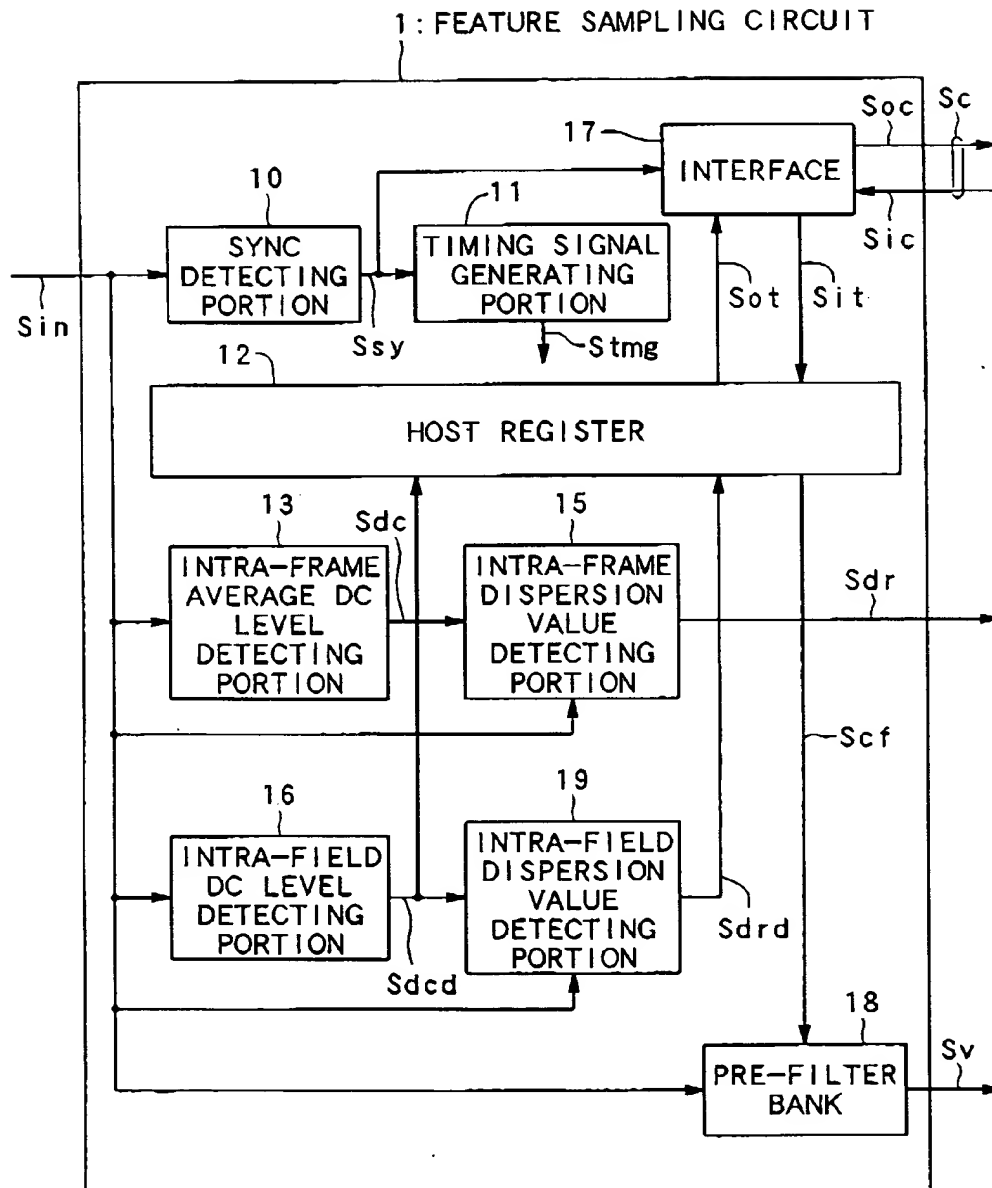 1: FEATURE SAMPLING CIRCUIT
Soc
Sc
17
INTERFACE
Sic
10
11
SYNC
DETECTING
PORTION
TIMING SIGNAL
GENERATING
PORTION
Sin
Ssy
Stmg
Sot
Sit
12
HOST REGISTER
13
Sdc
15
INTRA-FRAME
AVERAGE DC
LEVEL
DETECTING
PORTION
INTRA-FRAME
DISPERSION
VALUE
DETECTING
PORTION
Sdr
Scf
16
19
INTRA-FIELD
DC LEVEL
DETECTING
PORTION
INTRA-FIELD
DISPERSION
VALUE
DETECTING
PORTION
Sdcd
Sdrd
18
PRE-FILTER
BANK
Sv